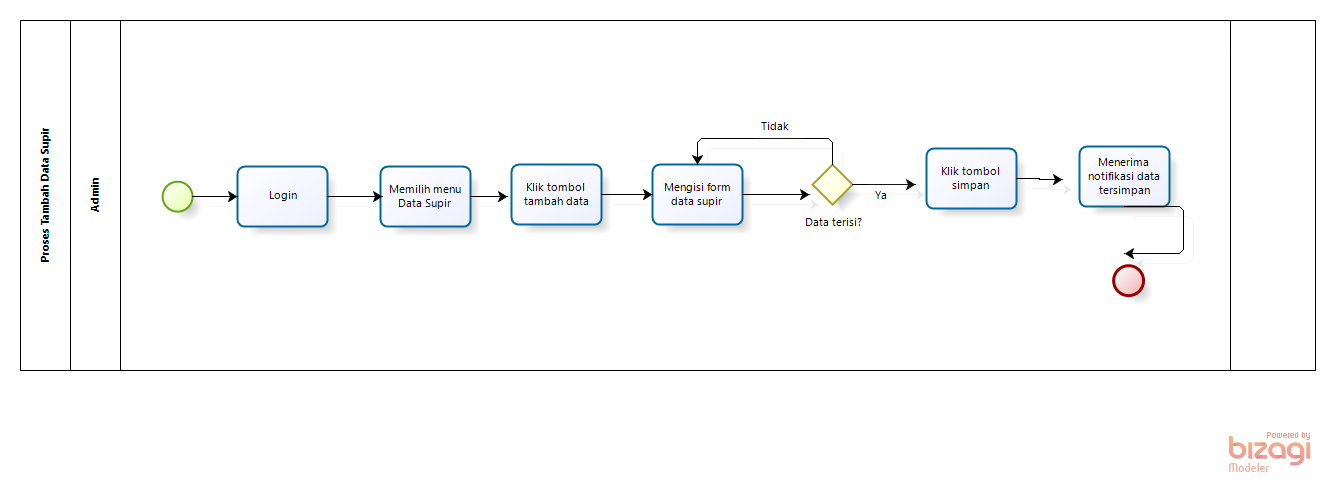 Proses Tambah Data Supir
Admin
Login
Memilih menu
Data Supir
Klik tombol
tambah data
Mengisi form
data supir
Tidak
Data terisi?
Ya
Klik tombol
simpan
Menerima
notifikasi data
tersimpan
Powered by
bizagi
Modeler